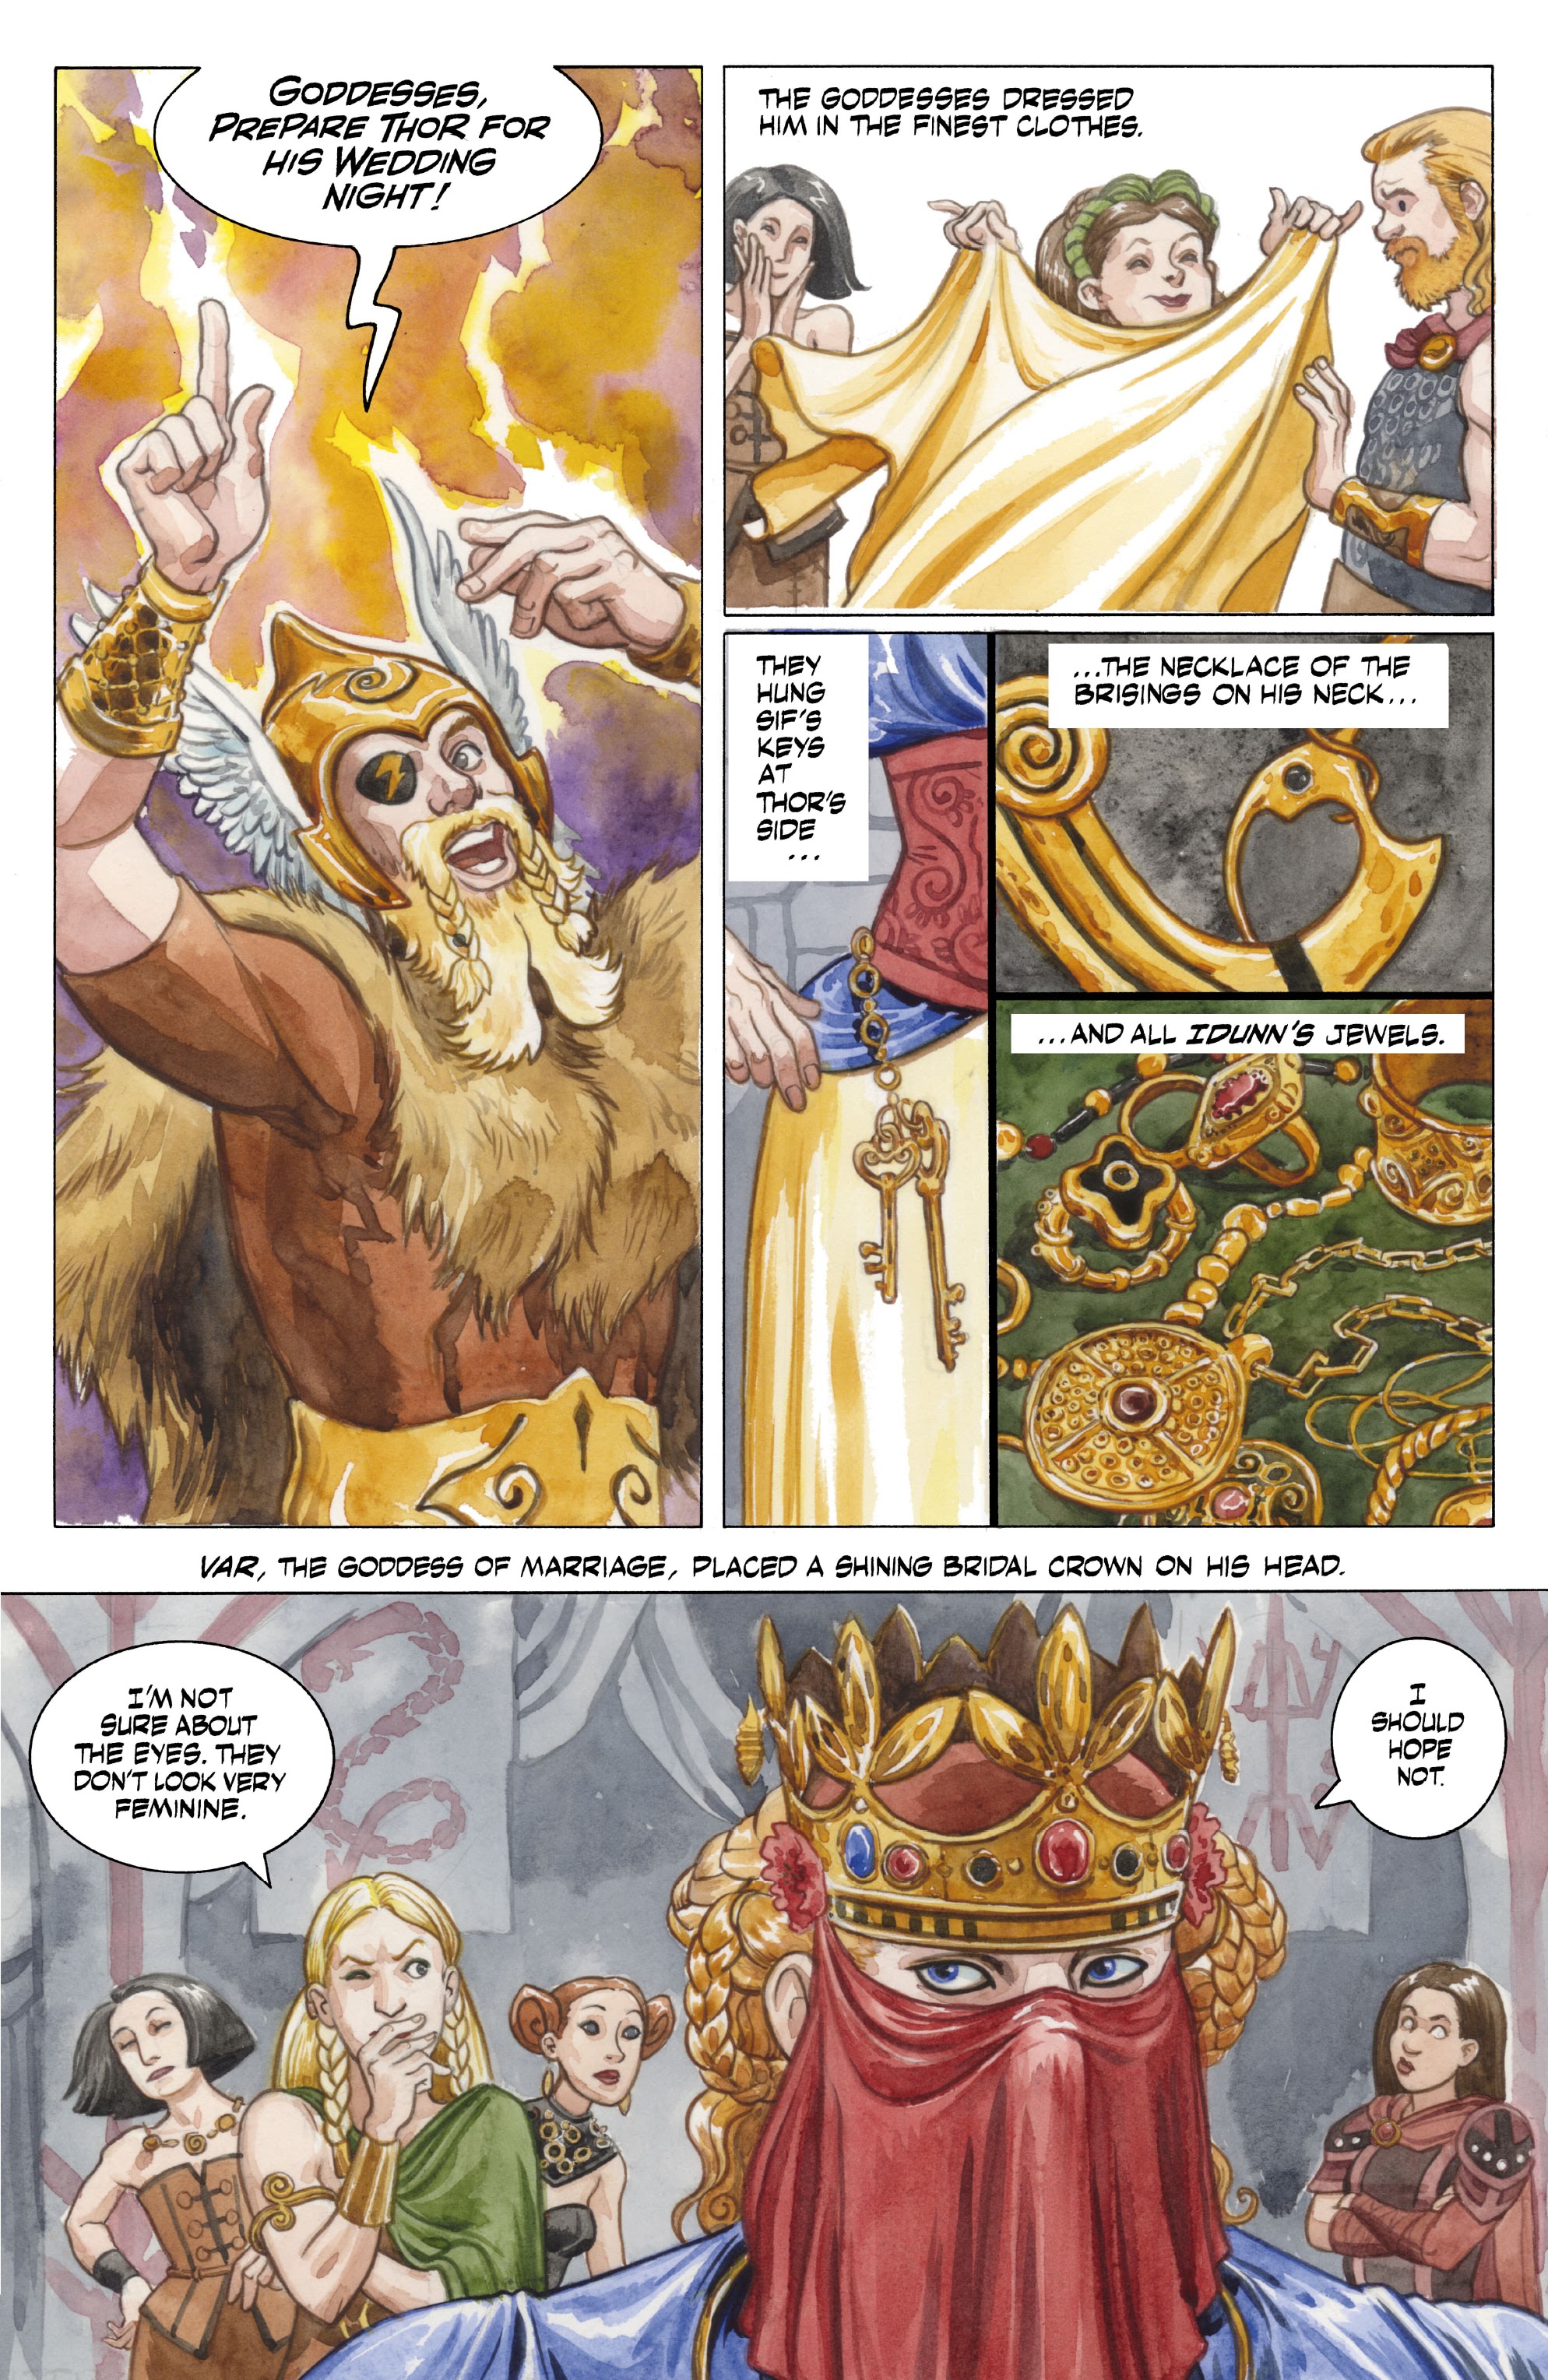 GODDESSES,
PREPARE THOR FOR
HIS WEDDING
NIGHT!
THE GODDESSES DRESSED
HIM IN THE FINEST CLOTHES.
THEY
HUNG
SIF'S
KEYS
AT
THOR'S
SIDE
...
...THE NECKLACE OF THE
BRISINGS ON HIS NECK...
...AND ALL IDUNN'S JEWELS.
VAR, THE GODDESS OF MARRIAGE, PLACED A SHINING BRIDAL CROWN ON HIS HEAD.
I'M NOT
SURE ABOUT
THE EYES. THEY
DON'T LOOK VERY
FEMININE.
I
SHOULD
HOPE
NOT.